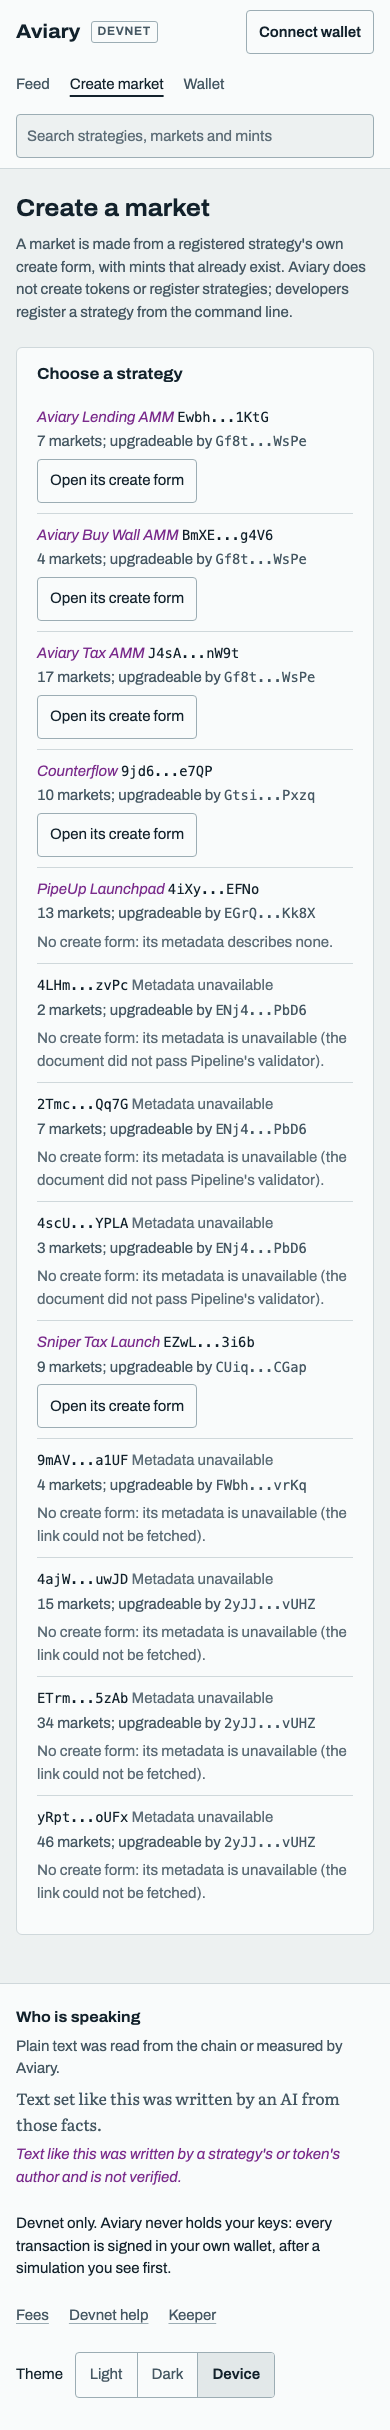 Aviary DEVNET Connect wallet
Feed Create market Wallet
Search strategies, markets and mints
Create a market
A market is made from a registered strategy's own
create form, with mints that already exist. Aviary does
not create tokens or register strategies; developers
register a strategy from the command line.
Choose a strategy
Aviary Lending AMM Ewbh...1KtG
7 markets; upgradeable by Gf8t...WsPe
Open its create form
Aviary Buy Wall AMM BmXE...g4V6
4 markets; upgradeable by Gf8t...WsPe
Open its create form
Aviary Tax AMM J4sA...nW9t
17 markets; upgradeable by Gf8t...WsPe
Open its create form
Counterflow 9jd6...e7QP
10 markets; upgradeable by Gtsi...Pxzq
Open its create form
PipeUp Launchpad 4iXy...EFNo
13 markets; upgradeable by EGrQ...Kk8X
No create form: its metadata describes none.
4LHm...zvPc Metadata unavailable
2 markets; upgradeable by ENj4...PbD6
No create form: its metadata is unavailable (the
document did not pass Pipeline's validator).
2Tmc...Qq7G Metadata unavailable
7 markets; upgradeable by ENj4...PbD6
No create form: its metadata is unavailable (the
document did not pass Pipeline's validator).
4scU...YPLA Metadata unavailable
3 markets; upgradeable by ENj4...PbD6
No create form: its metadata is unavailable (the
document did not pass Pipeline's validator).
Sniper Tax Launch EZwL...3i6b
9 markets; upgradeable by CUiq...CGap
Open its create form
9mAV...a1UF Metadata unavailable
4 markets; upgradeable by FWbh...vrKq
No create form: its metadata is unavailable (the
link could not be fetched).
4ajW...uwJD Metadata unavailable
15 markets; upgradeable by 2yJJ...vUHZ
No create form: its metadata is unavailable (the
link could not be fetched).
ETrm...5zAb Metadata unavailable
34 markets; upgradeable by 2yJJ...vUHZ
No create form: its metadata is unavailable (the
link could not be fetched).
yRpt...oUFx Metadata unavailable
46 markets; upgradeable by 2yJJ...vUHZ
No create form: its metadata is unavailable (the
link could not be fetched).
Who is speaking
Plain text was read from the chain or measured by
Aviary.
Text set like this was written by an AI from
those facts.
Text like this was written by a strategy's or token's
author and is not verified.
Devnet only. Aviary never holds your keys: every
transaction is signed in your own wallet, after a
simulation you see first.
Fees Devnet help Keeper
Theme Light Dark Device